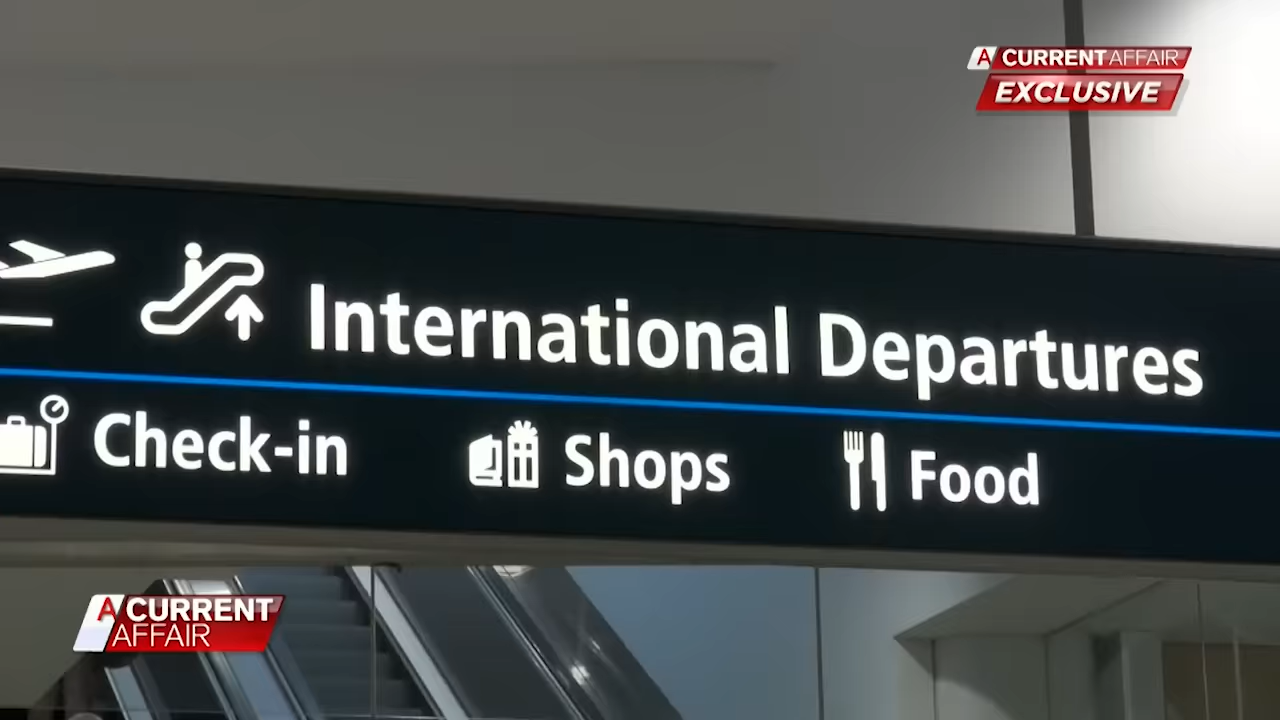 A CURRENT AFFAIR
EXCLUSIVE
International Departures
Check-in Shops Food
A CURRENT
AFFAIR